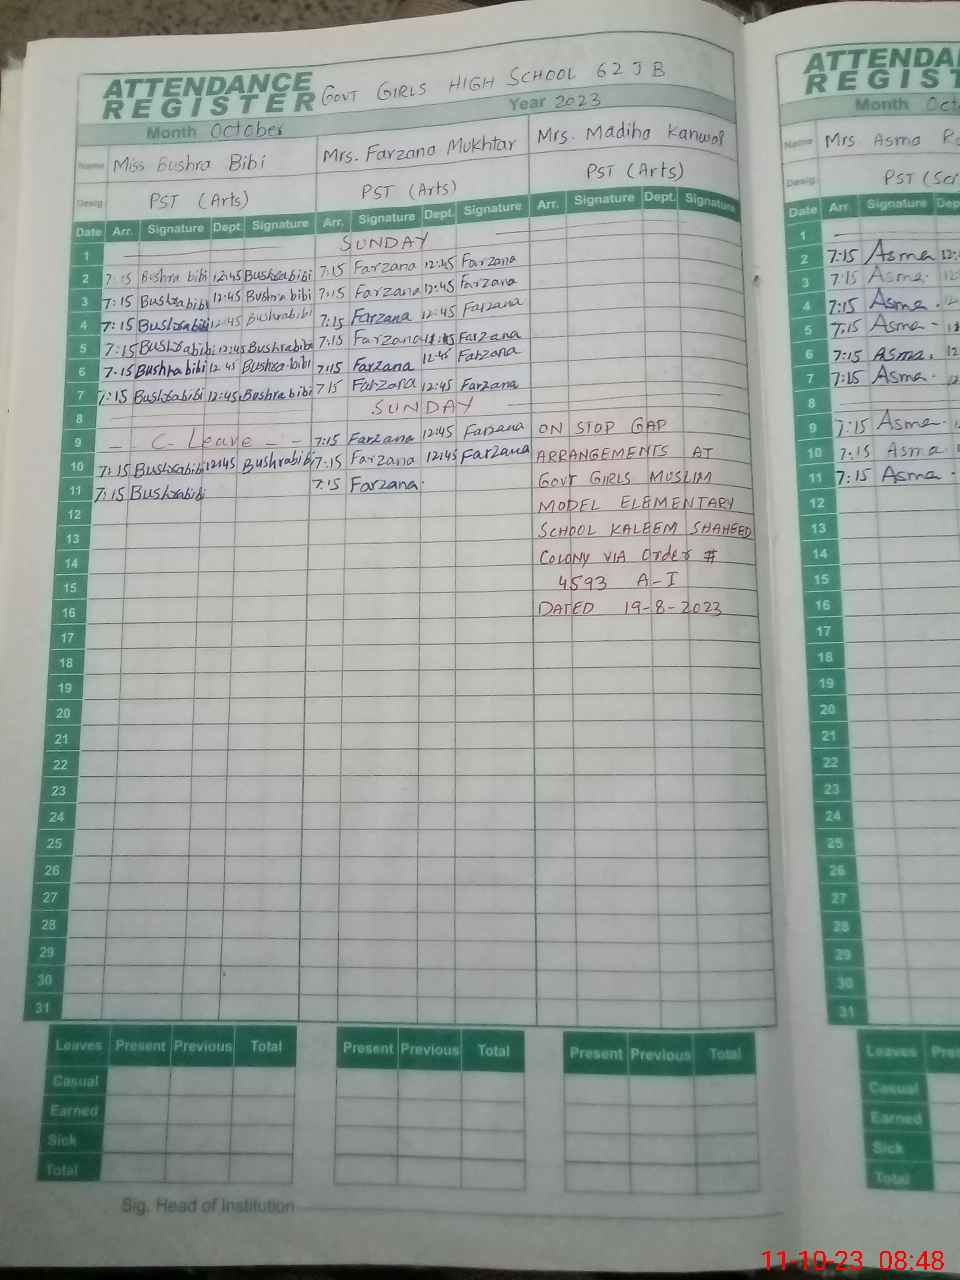 ATTENDANCE REGISTER GOVT GIRLS HIGH SCHOOL 62 J B
Month October Year 2023
Name Miss Bushra Bibi Mrs. Farzana Mukhtar Mrs. Madiha Kanwal
Desig. PST (Arts) PST (Arts) PST (Arts)
Date Arr. Signature Dept. Signature Arr. Signature Dept. Signature Arr. Signature Dept. Signature
1 SUNDAY
2 7:15 Bushra bibi 12:45 Bushrabibi 7:15 Farzana 12:45 Farzana
3 7:15 Bushrabibi 12:45 Bushra bibi 7:15 Farzana 12:45 Farzana
4 7:15 Bushrabibi 12:45 Bushrabibi 7:15 Farzana 12:45 Farzana
5 7:15 Bushrabibi 12:45 Bushrabibi 7:15 Farzana 12:45 Farzana
6 7:15 Bushrabibi 12:45 Bushrabibi 7:15 Farzana 12:45 Farzana
7 7:15 Bushrabibi 12:45 Bushrabibi 7:15 Farzana 12:45 Farzana
8 SUNDAY
9 C. Leave 7:15 Farzana 12:45 Farzana ON STOP GAP
10 7:15 Bushrabibi 12:45 Bushrabibi 7:15 Farzana 12:45 Farzana ARRANGEMENTS AT
11 7:15 Bushrabibi 7:15 Farzana GOVT GIRLS MUSLIM
12 MODEL ELEMENTARY
13 SCHOOL KALEEM SHAHEED
14 COLONY VIA Order #
15 4593 A-I
16 DATED 19-8-2023
17
18
19
20
21
22
23
24
25
26
27
28
29
30
31
Leaves Present Previous Total Present Previous Total Present Previous Total
Casual
Earned
Sick
Total
Sig. Head of Institution
ATTENDA
REGIST
Month Oct
Name Mrs Asma
Desig. PST (Sci
Date Arr. Signature Dep
1
2 7:15 Asma 12:
3 7:15 Asma
4 7:15 Asma
5 7:15 Asma 12
6 7:15 Asma. 12
7 7:15 Asma
8
9 7:15 Asma
10 7:15 Asma
11 7:15 Asma
12
13
14
15
16
17
18
19
20
21
22
23
24
25
26
27
28
29
30
31
Leaves Pre
Casual
Earned
Sick
Total
11-10-23 08:48